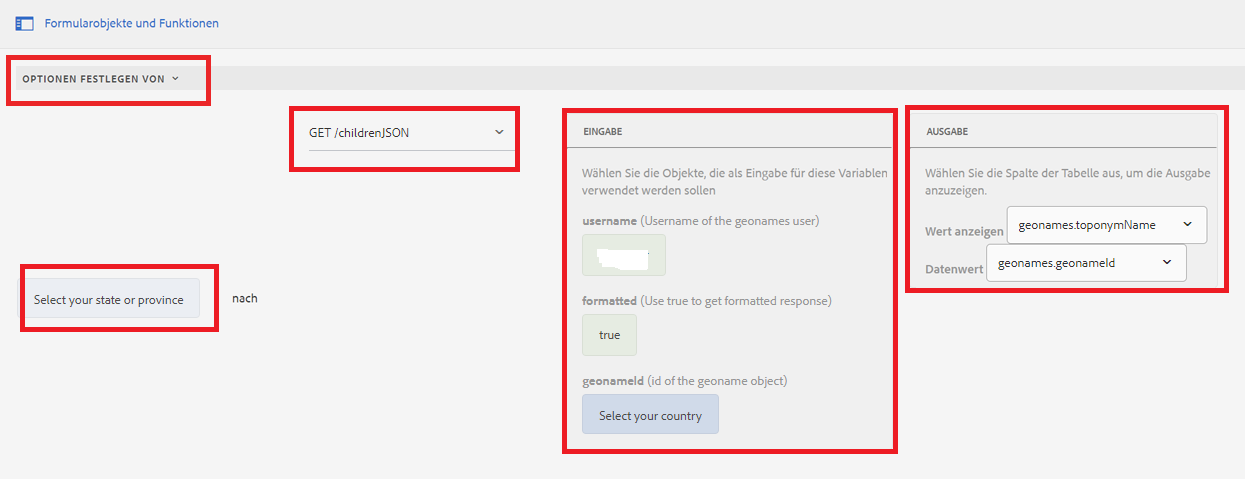 Formularobjekte und Funktionen
OPTIONEN FESTLEGEN VON
GET /childrenJSON
Select your state or province
nach
EINGABE
Wählen Sie die Objekte, die als Eingabe für diese Variablen
verwendet werden sollen
username (Username of the geonames user)
formatted (Use true to get formatted response)
true
geonameId (id of the geoname object)
Select your country
AUSGABE
Wählen Sie die Spalte der Tabelle aus, um die Ausgabe
anzuzeigen.
Wert anzeigen geonames.toponymName
Datenwert geonames.geonameId